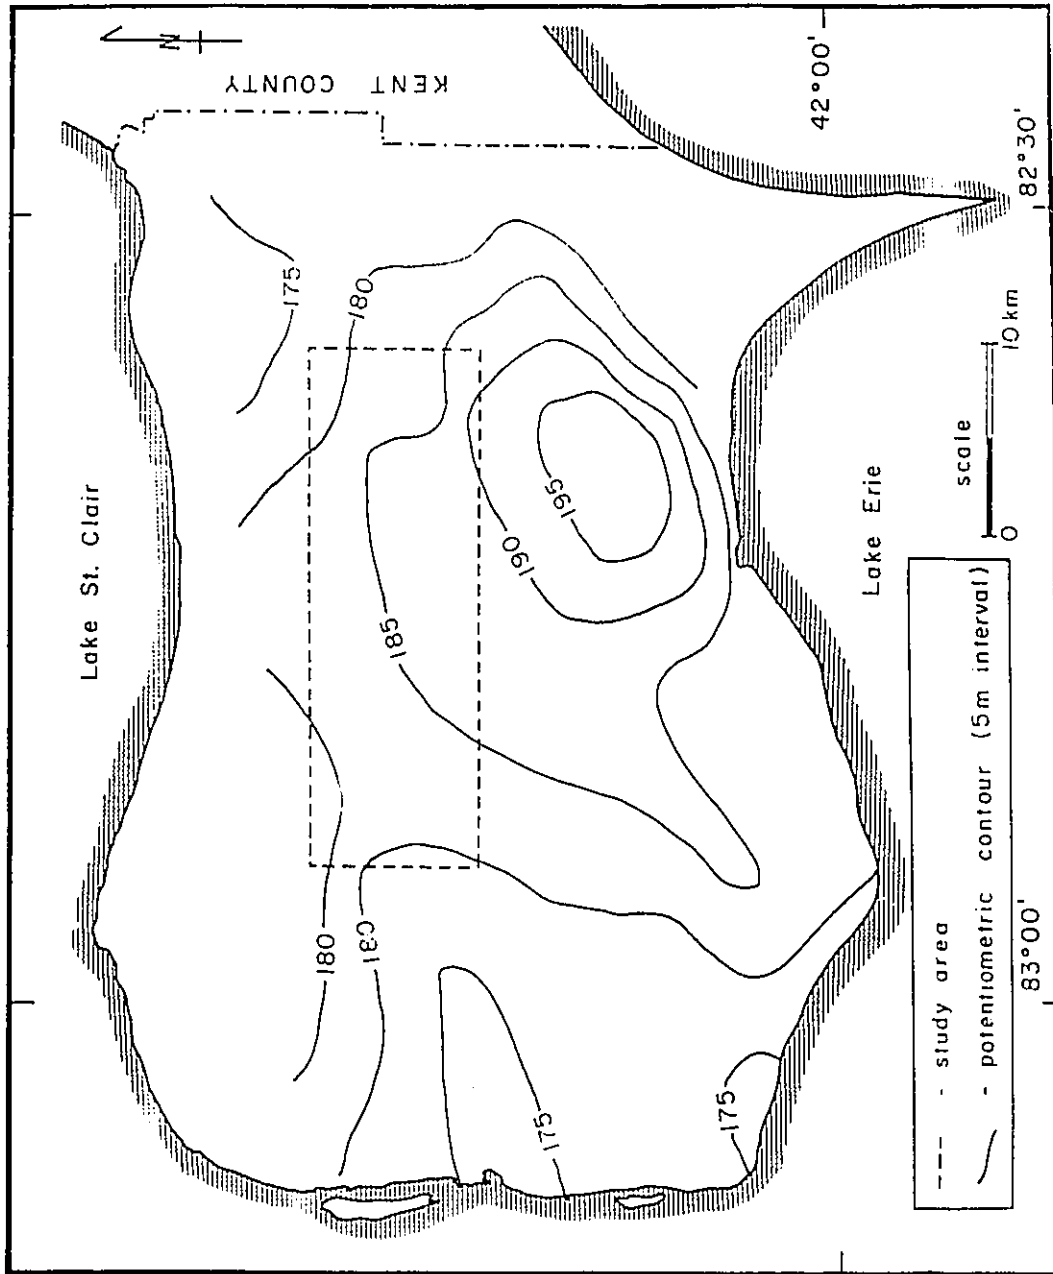 N
KENT COUNTY
Lake St. Clair
175
180
180
180
185
190
195
175
175
42°00'
Lake Erie
scale
0 10 km
82°30'
83°00'
--- - study area
- potentiometric contour (5m interval)